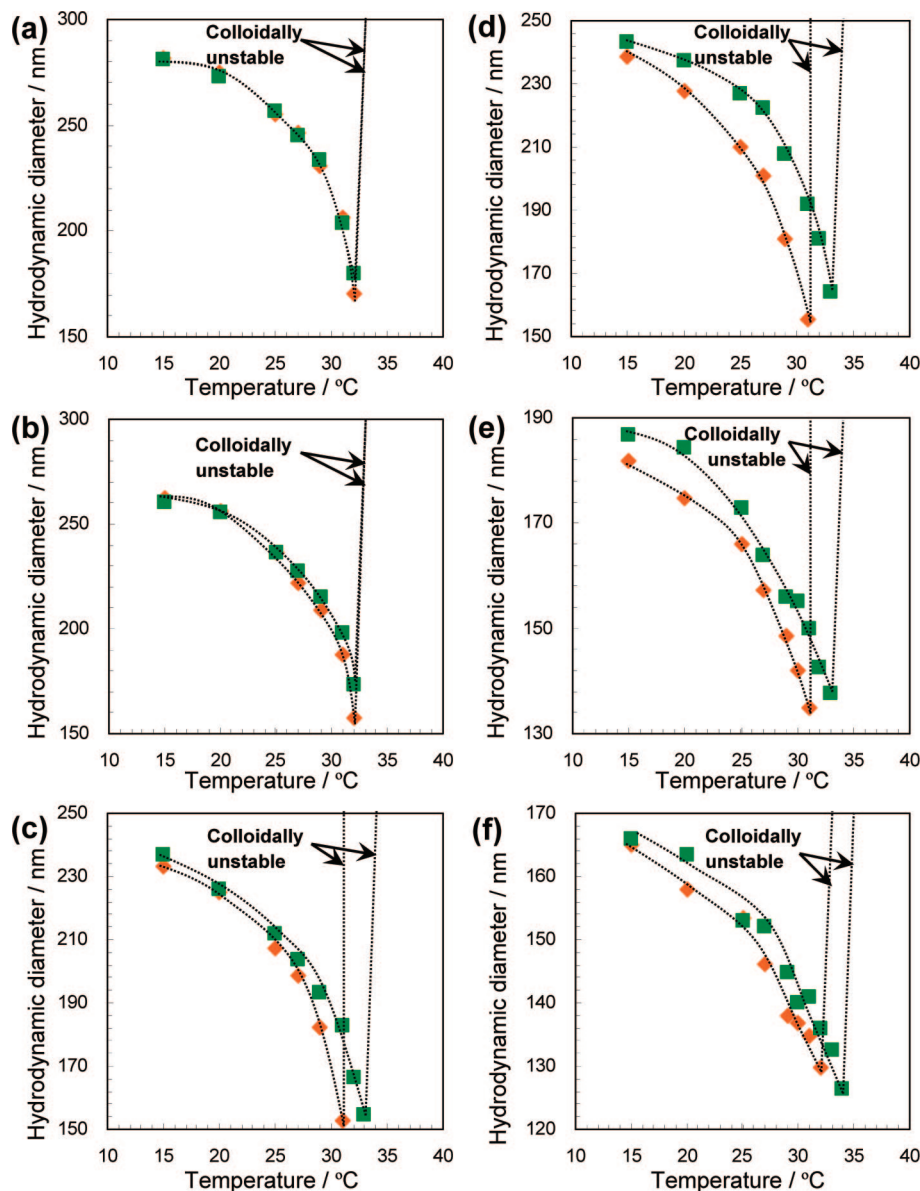 (a)
300
250
200
150
Hydrodynamic diameter / nm
Colloidally
unstable
10 15 20 25 30 35 40
Temperature / ºC
(d)
250
230
210
190
170
150
Hydrodynamic diameter / nm
Colloidally
unstable
10 15 20 25 30 35 40
Temperature / ºC
(b)
300
250
200
150
Hydrodynamic diameter / nm
Colloidally
unstable
10 15 20 25 30 35 40
Temperature / ºC
(e)
190
170
150
130
Hydrodynamic diameter / nm
Colloidally
unstable
10 15 20 25 30 35 40
Temperature / ºC
(c)
250
230
210
190
170
150
Hydrodynamic diameter / nm
Colloidally
unstable
10 15 20 25 30 35 40
Temperature / ºC
(f)
170
160
150
140
130
120
Hydrodynamic diameter / nm
Colloidally
unstable
10 15 20 25 30 35 40
Temperature / ºC